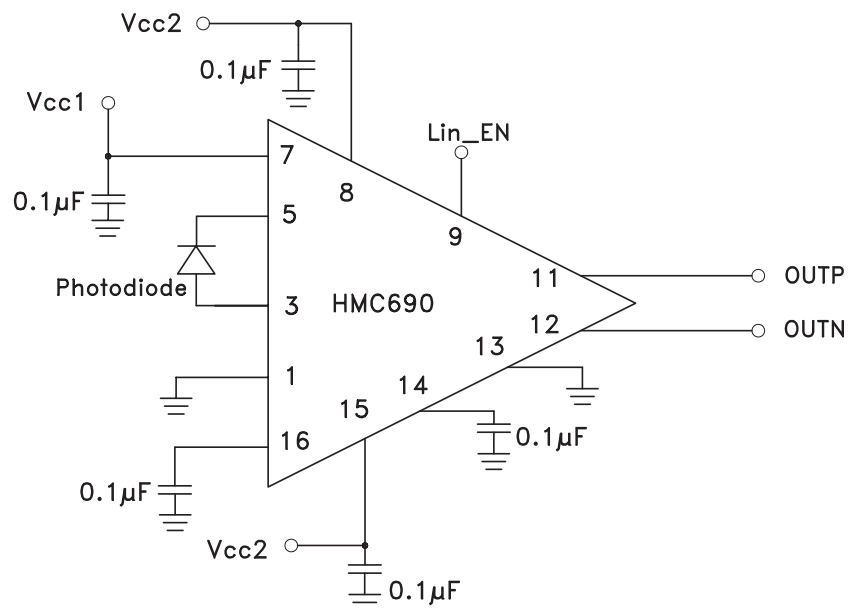 Vcc2
0.1µF
Vcc1
Lin_EN
7
8
0.1µF
5
9
Photodiode
11
OUTP
3
HMC690
12
OUTN
13
1
14
15
16
0.1µF
0.1µF
Vcc2
0.1µF